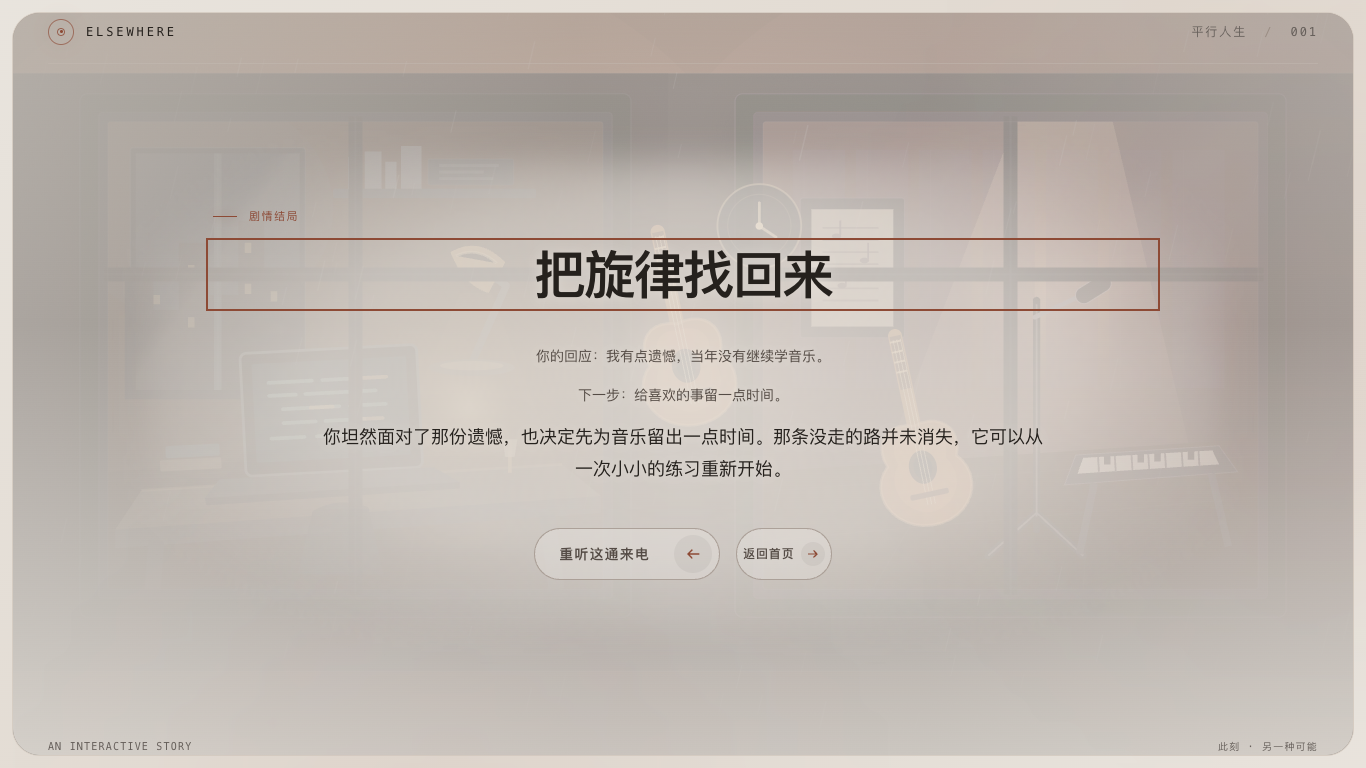 ELSEWHERE
平行人生 / 001
剧情结局
把旋律找回来
你的回应：我有点遗憾，当年没有继续学音乐。
下一步：给喜欢的事留一点时间。
你坦然面对了那份遗憾，也决定先为音乐留出一点时间。那条没走的路并未消失，它可以从
一次小小的练习重新开始。
重听这通来电 ←
返回首页 →
AN INTERACTIVE STORY
此刻 · 另一种可能